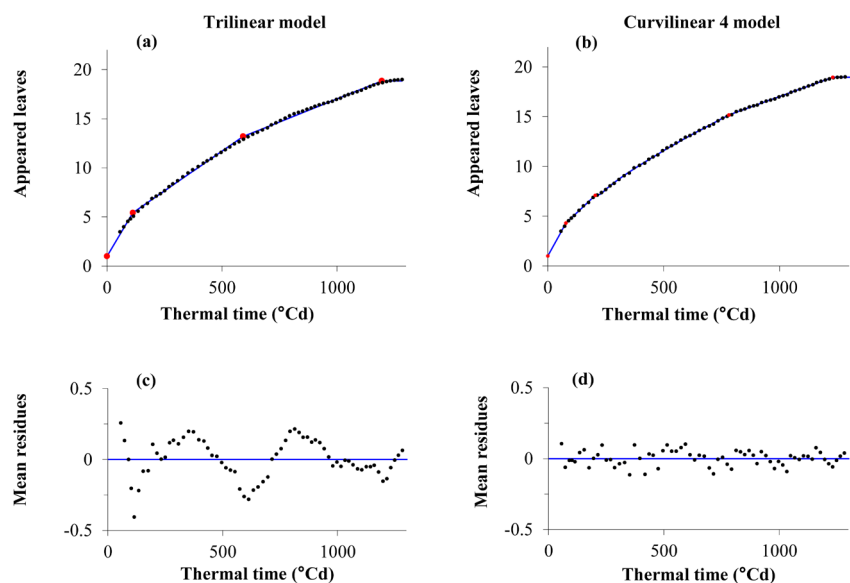 Trilinear model
Curvilinear 4 model
(a)
(b)
Appeared leaves
20
15
10
5
0
0
500
1000
Thermal time (°Cd)
Appeared leaves
20
15
10
5
0
0
500
1000
Thermal time (°Cd)
(c)
(d)
Mean residues
0.5
0
-0.5
0
500
1000
Thermal time (°Cd)
Mean residues
0.5
0
-0.5
0
500
1000
Thermal time (°Cd)